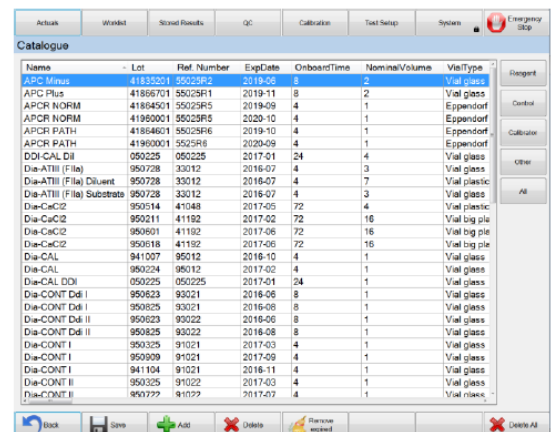 Actuals Worklist Stored Results QC Calibration Test Setup System Emergency Stop
Catalogue
Name Lot Ref. Number ExpDate OnboardTime NominalVolume VialType
APC Minus 41835201 55025R2 2019-06 8 2 Vial glass
APC Plus 41866701 55025R1 2019-11 8 2 Vial glass
APCR NORM 41864501 55025R5 2019-09 4 1 Eppendorf
APCR NORM 41960001 55025R5 2020-10 4 1 Eppendorf
APCR PATH 41864601 55025R6 2019-10 4 1 Eppendorf
APCR PATH 41960001 5525R6 2020-09 4 1 Eppendorf
DDI-CAL Dil 050225 050225 2017-01 24 4 Vial glass
Dia-ATIII (FIIa) 950728 33012 2016-07 4 3 Vial glass
Dia-ATIII (FIIa) Diluent 950728 33012 2016-07 4 7 Vial plastic
Dia-ATIII (FIIa) Substrate 950728 33012 2016-07 4 3 Vial glass
Dia-CaCl2 950514 41048 2017-05 72 4 Vial plastic
Dia-CaCl2 950211 41192 2017-02 72 16 Vial big pla
Dia-CaCl2 950601 41192 2017-06 72 16 Vial big pla
Dia-CaCl2 950618 41192 2017-06 72 16 Vial big pla
Dia-CAL 941007 95012 2016-10 4 1 Vial glass
Dia-CAL 950224 95012 2017-02 4 1 Vial glass
Dia-CAL DDI 050225 050225 2017-01 24 1 Vial glass
Dia-CONT Ddi I 950623 93021 2016-06 8 1 Vial glass
Dia-CONT Ddi I 950825 93021 2016-08 8 1 Vial glass
Dia-CONT Ddi II 950623 93022 2016-06 8 1 Vial glass
Dia-CONT Ddi II 950825 93022 2016-08 8 1 Vial glass
Dia-CONT I 950325 91021 2017-03 4 1 Vial glass
Dia-CONT I 950909 91021 2017-09 4 1 Vial glass
Dia-CONT I 941104 91021 2016-11 4 1 Vial glass
Dia-CONT II 950325 91022 2017-03 4 1 Vial glass
Dia-CONT II 950722 91022 2017-07 4 1 Vial glass
Reagent
Control
Calibrator
Other
All
Back Save Add Delete Remove expired Delete All